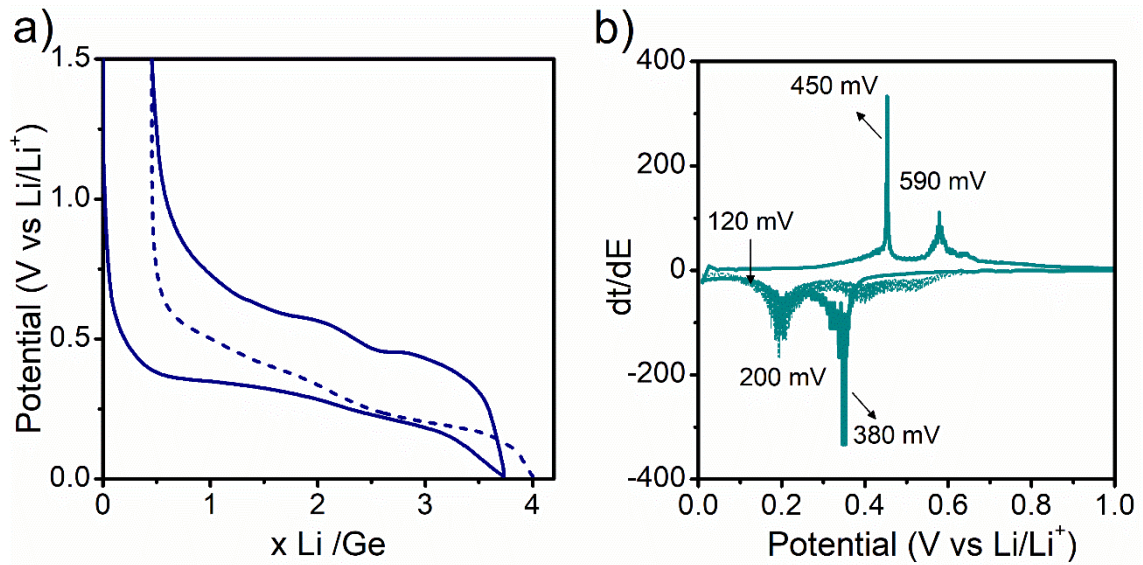 a)
Potential (V vs Li/Li⁺)
1.5
1.0
0.5
0.0
0 1 2 3 4
x Li /Ge
b)
dt/dE
400
200
0
-200
-400
450 mV
590 mV
120 mV
200 mV
380 mV
0.0 0.2 0.4 0.6 0.8 1.0
Potential (V vs Li/Li⁺)